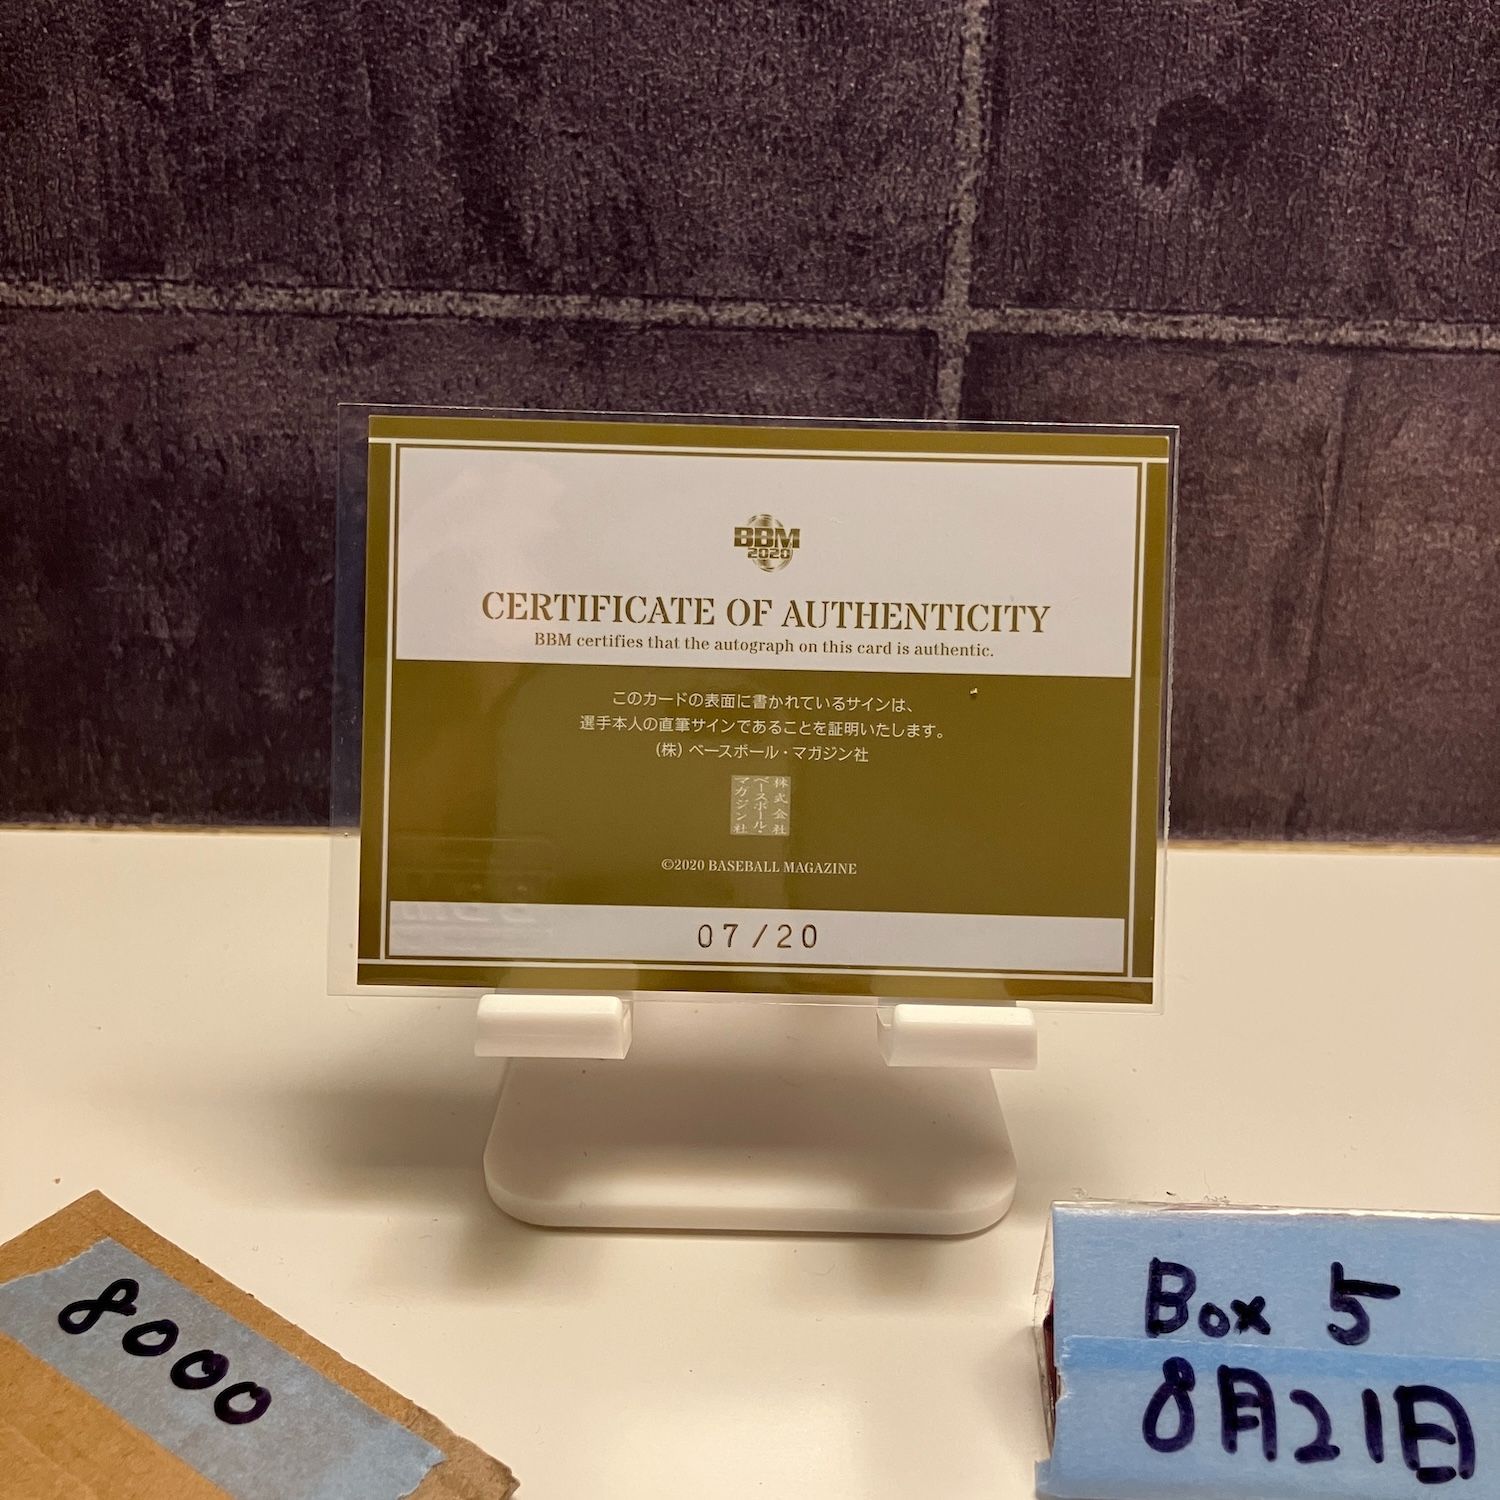 BBM
2020
CERTIFICATE OF AUTHENTICITY
BBM certifies that the autograph on this card is authentic.
このカードの表面に書かれているサインは、
選手本人の直筆サインであることを証明いたします。
(株) ベースボール・マガジン社
株式会社
ベースボール・
マガジン社
©2020 BASEBALL MAGAZINE
07/20
8000
Box 5
8月21日